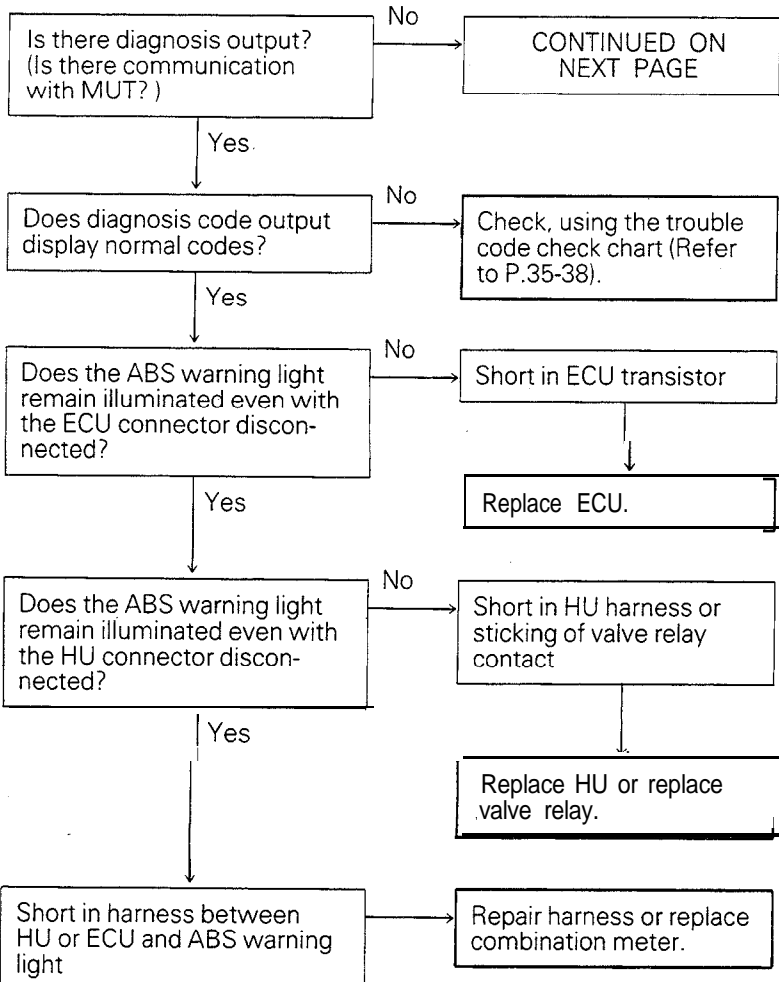 Is there diagnosis output?
(Is there communication
with MUT? )
No
CONTINUED ON
NEXT PAGE
Yes.
Does diagnosis code output
display normal codes?
No
Check, using the trouble
code check chart (Refer
to P.35-38).
Yes
Does the ABS warning light
remain illuminated even with
the ECU connector discon-
nected?
No
Short in ECU transistor
Replace ECU.
Yes
Does the ABS warning light
remain illuminated even with
the HU connector discon-
nected?
No
Short in HU harness or
sticking of valve relay
contact
Replace HU or replace
valve relay.
Yes
Short in harness between
HU or ECU and ABS warning
light
Repair harness or replace
combination meter.